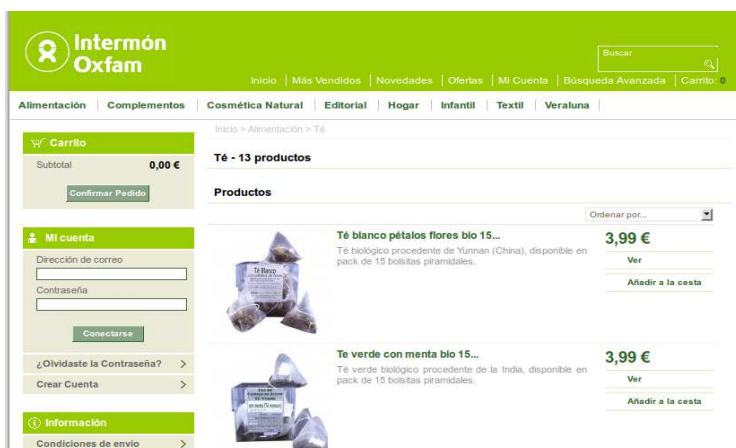 Intermón
Oxfam
Buscar
Inicio | Más Vendidos | Novedades | Ofertas | Mi Cuenta | Búsqueda Avanzada | Carrito: 0
Alimentación | Complementos | Cosmética Natural | Editorial | Hogar | Infantil | Textil | Veraluna |
Inicio > Alimentación > Té
Carrito
Subtotal 0,00 €
Confirmar Pedido
Mi cuenta
Dirección de correo
Contraseña
Conectarse
¿Olvidaste la Contraseña? >
Crear Cuenta >
Información
Condiciones de envio >
Té - 13 productos
Productos
Ordenar por...
Té blanco pétalos flores bio 15...
Té biológico procedente de Yunnan (China), disponible en
pack de 15 bolsitas piramidales.
3,99 €
Ver
Añadir a la cesta
Té Blanco
Te verde con menta bio 15...
Té verde biológico procedente de la India, disponible en
pack de 15 bolsitas piramidales.
3,99 €
Ver
Añadir a la cesta